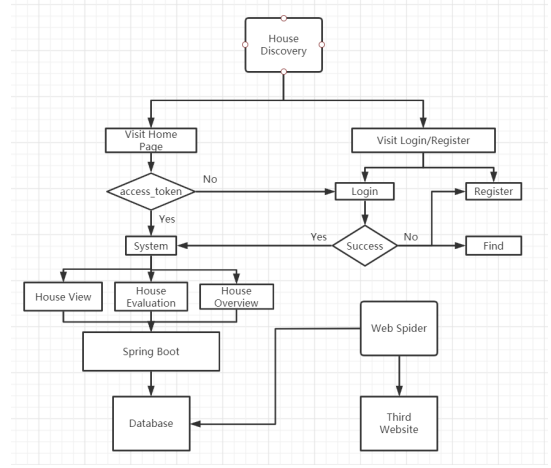 House
Discovery
Visit Home
Page
Visit Login/Register
access_token
No
Login
Register
Yes
System
Yes
Success
No
Find
House View
House
Evaluation
House
Overview
Web Spider
Spring Boot
Database
Third
Website